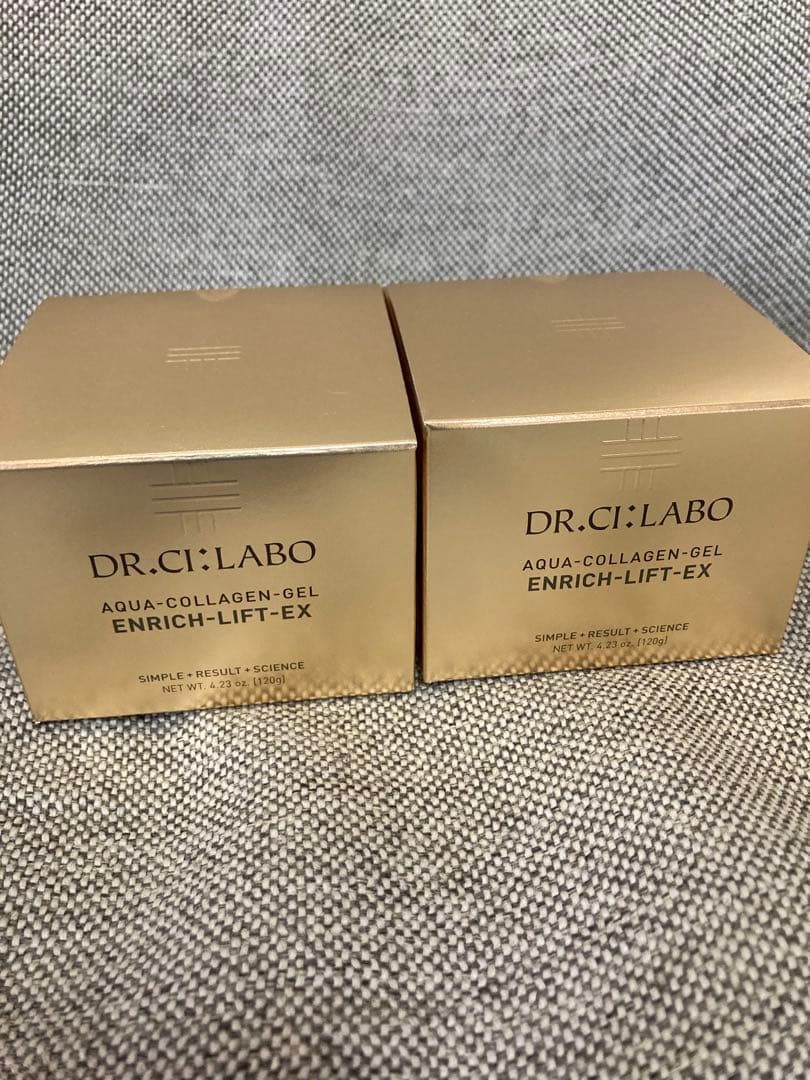 DR.CI:LABO
AQUA-COLLAGEN-GEL
ENRICH-LIFT-EX
SIMPLE + RESULT + SCIENCE
NET WT. 4.23 oz. [120g]
DR.CI:LABO
AQUA-COLLAGEN-GEL
ENRICH-LIFT-EX
SIMPLE + RESULT + SCIENCE
NET WT. 4.23 oz. [120g]